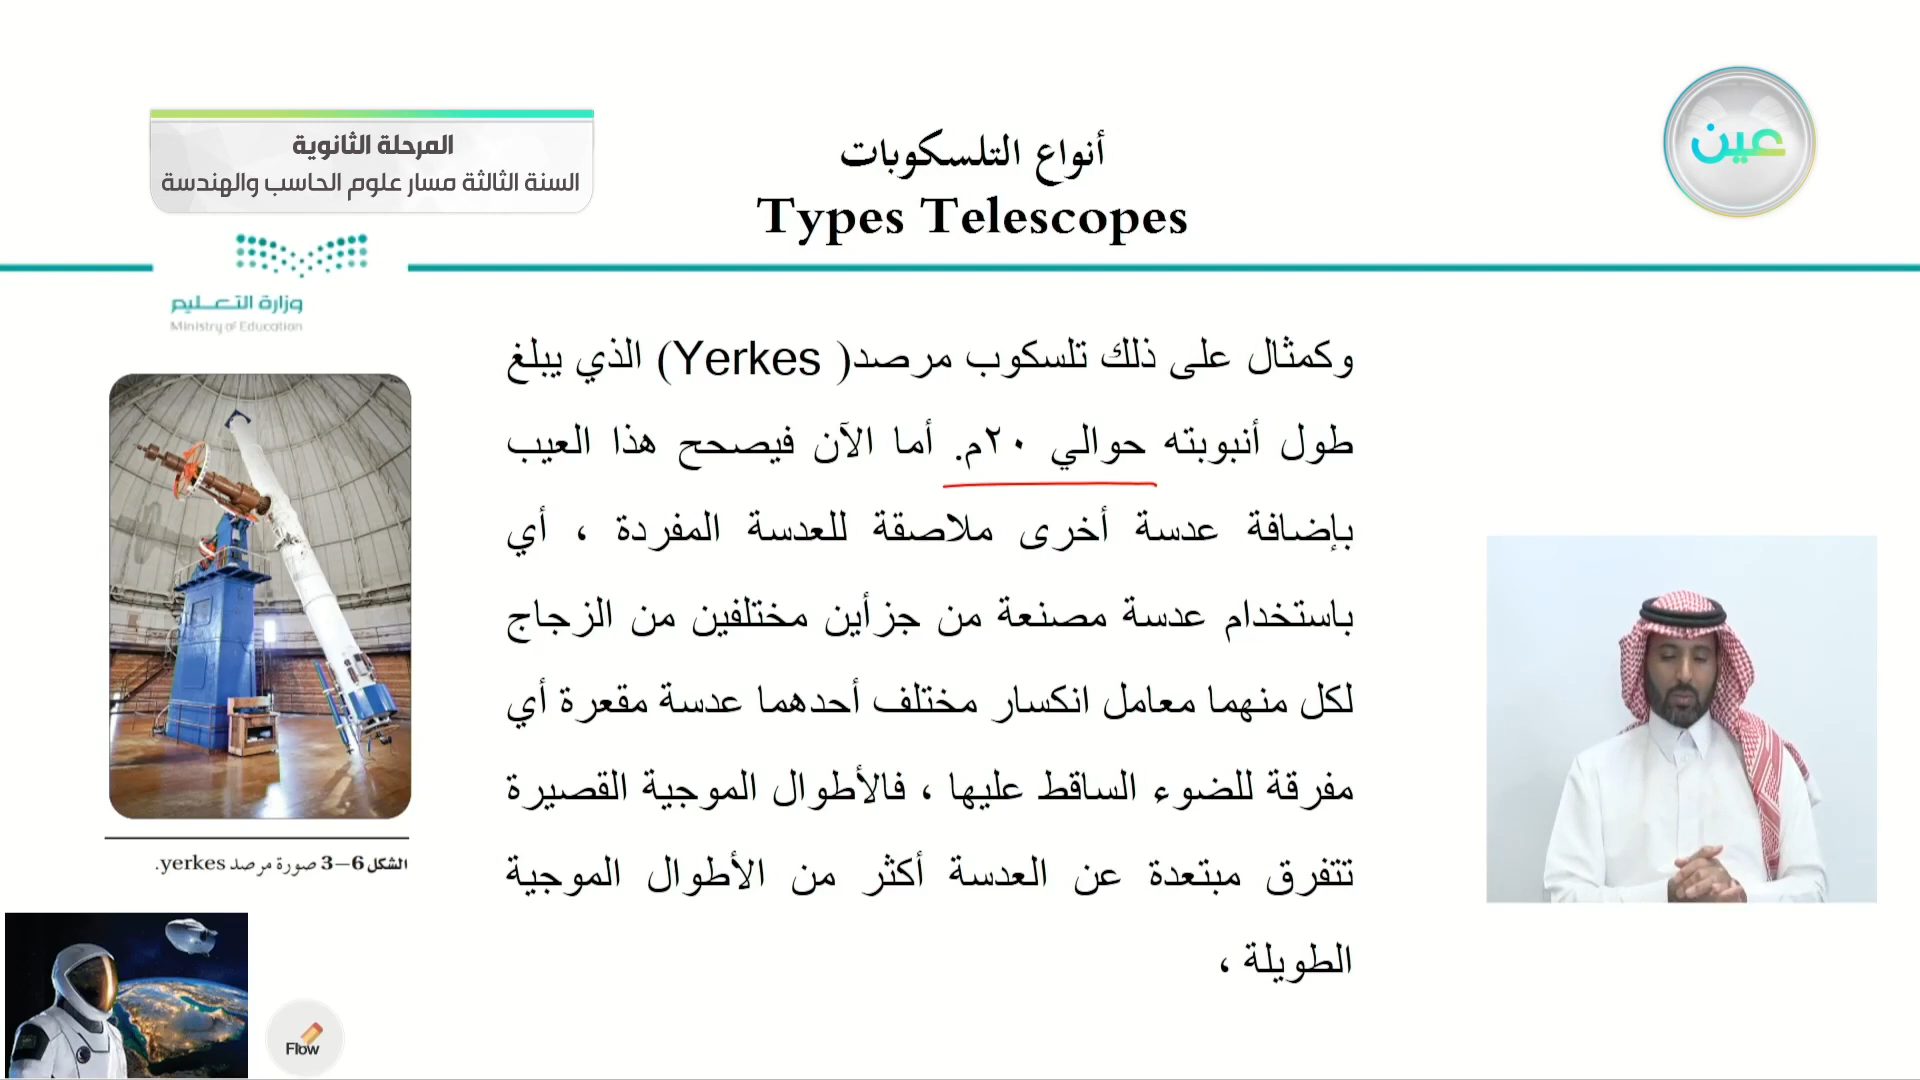 المرحلة الثانوية
السنة الثالثة مسار علوم الحاسب والهندسة
أنواع التلسكوبات
Types Telescopes
عين
وزارة التعليم
Ministry of Education
وكمثال على ذلك تلسكوب مرصد( Yerkes) الذي يبلغ
طول أنبوبته حوالي ٢٠م. أما الآن فيصحح هذا العيب
بإضافة عدسة أخرى ملاصقة للعدسة المفردة ، أي
باستخدام عدسة مصنعة من جزأين مختلفين من الزجاج
لكل منهما معامل انكسار مختلف أحدهما عدسة مقعرة أي
مفرقة للضوء الساقط عليها ، فالأطوال الموجية القصيرة
تتفرق مبتعدة عن العدسة أكثر من الأطوال الموجية
الطويلة ،
الشكل 6–3 صورة مرصد yerkes.
Flow